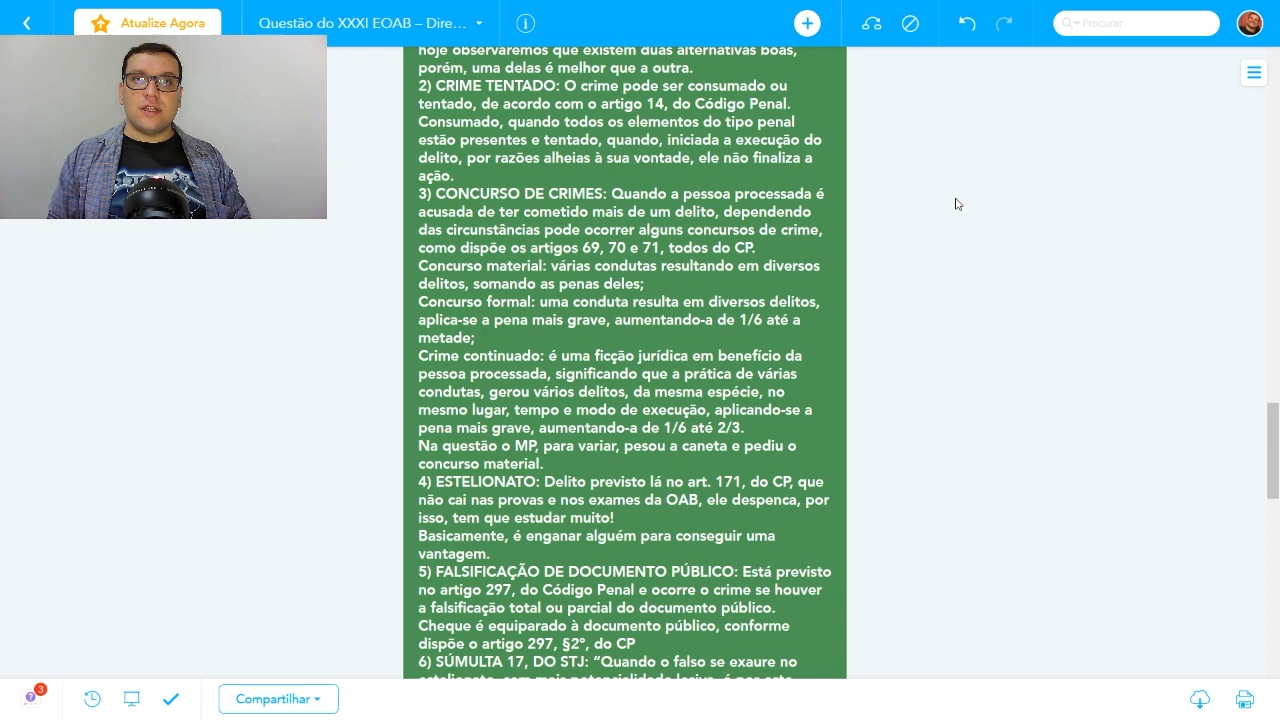 Atualize Agora
Questão do XXXI EOAB – Dire...
Procurar
hoje observaremos que existem duas alternativas boas,
porém, uma delas é melhor que a outra.
2) CRIME TENTADO: O crime pode ser consumado ou
tentado, de acordo com o artigo 14, do Código Penal.
Consumado, quando todos os elementos do tipo penal
estão presentes e tentado, quando, iniciada a execução do
delito, por razões alheias à sua vontade, ele não finaliza a
ação.
3) CONCURSO DE CRIMES: Quando a pessoa processada é
acusada de ter cometido mais de um delito, dependendo
das circunstâncias pode ocorrer alguns concursos de crime,
como dispõe os artigos 69, 70 e 71, todos do CP.
Concurso material: várias condutas resultando em diversos
delitos, somando as penas deles;
Concurso formal: uma conduta resulta em diversos delitos,
aplica-se a pena mais grave, aumentando-a de 1/6 até a
metade;
Crime continuado: é uma ficção jurídica em benefício da
pessoa processada, significando que a prática de várias
condutas, gerou vários delitos, da mesma espécie, no
mesmo lugar, tempo e modo de execução, aplicando-se a
pena mais grave, aumentando-a de 1/6 até 2/3.
Na questão o MP, para variar, pesou a caneta e pediu o
concurso material.
4) ESTELIONATO: Delito previsto lá no art. 171, do CP, que
não cai nas provas e nos exames da OAB, ele despenca, por
isso, tem que estudar muito!
Basicamente, é enganar alguém para conseguir uma
vantagem.
5) FALSIFICAÇÃO DE DOCUMENTO PÚBLICO: Está previsto
no artigo 297, do Código Penal e ocorre o crime se houver
a falsificação total ou parcial do documento público.
Cheque é equiparado à documento público, conforme
dispõe o artigo 297, §2º, do CP
6) SÚMULTA 17, DO STJ: “Quando o falso se exaure no
estelionato, sem mais potencialidade lesiva, é por este
3
Compartilhar